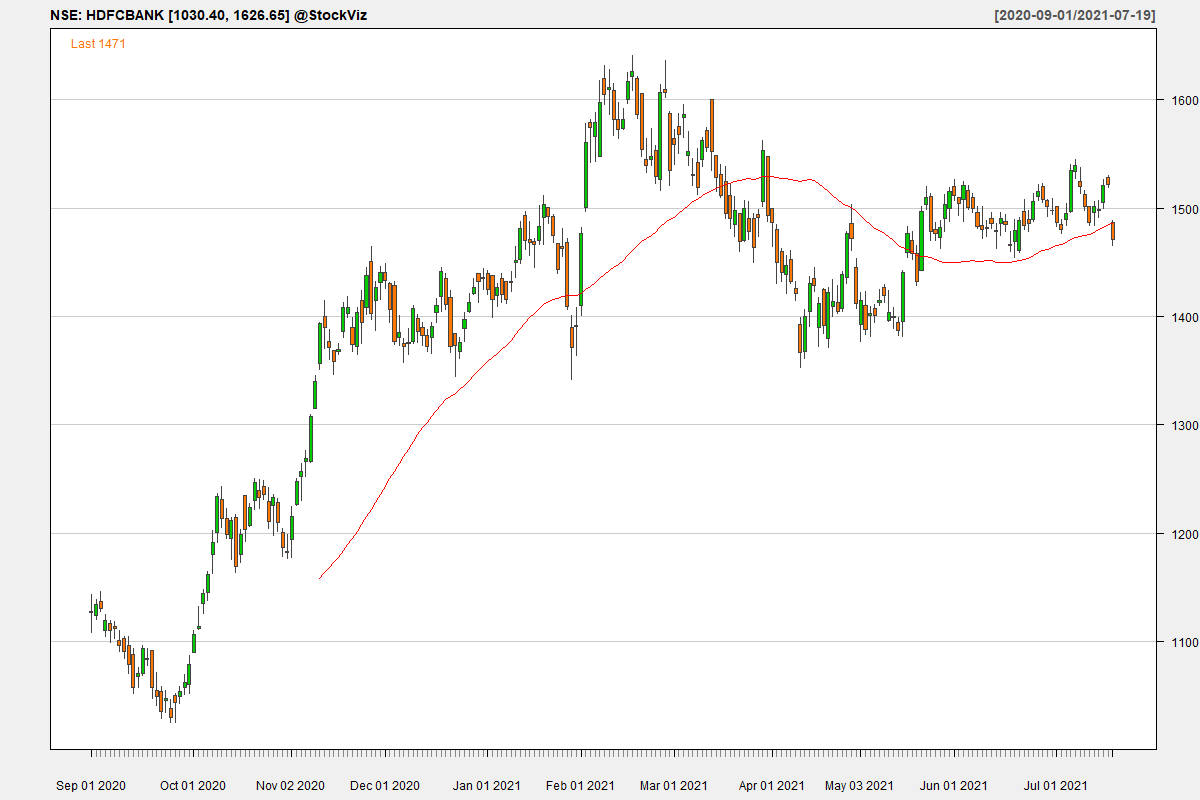 NSE: HDFCBANK [1030.40, 1626.65] @StockViz [2020-09-01/2021-07-19]
Last 1471
1600
1500
1400
1300
1200
1100
Sep 01 2020 Oct 01 2020 Nov 02 2020 Dec 01 2020 Jan 01 2021 Feb 01 2021 Mar 01 2021 Apr 01 2021 May 03 2021 Jun 01 2021 Jul 01 2021